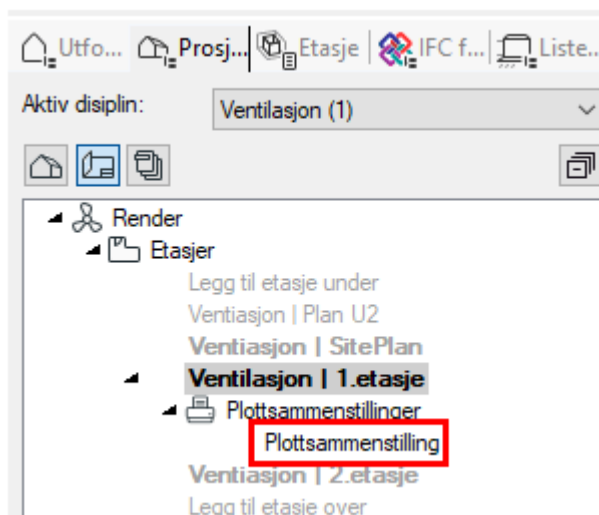 Utfo... Prosj... Etasje IFC f... Liste...
Aktiv disiplin: Ventilasjon (1)
Render
Etasjer
Legg til etasje under
Ventiasjon | Plan U2
Ventiasjon | SitePlan
Ventilasjon | 1.etasje
Plottsammenstillinger
Plottsammenstilling
Ventiasjon | 2.etasje
Legg til etasje over